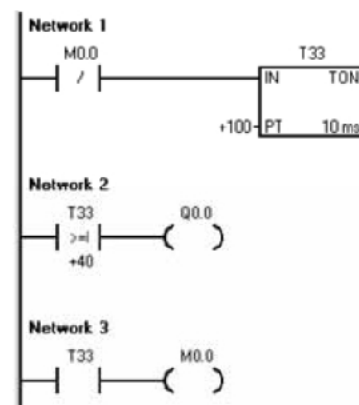 Network 1
M0.0
/
T33
IN TON
+100 PT 10 ms
Network 2
T33 Q0.0
>=I
+40
Network 3
T33 M0.0